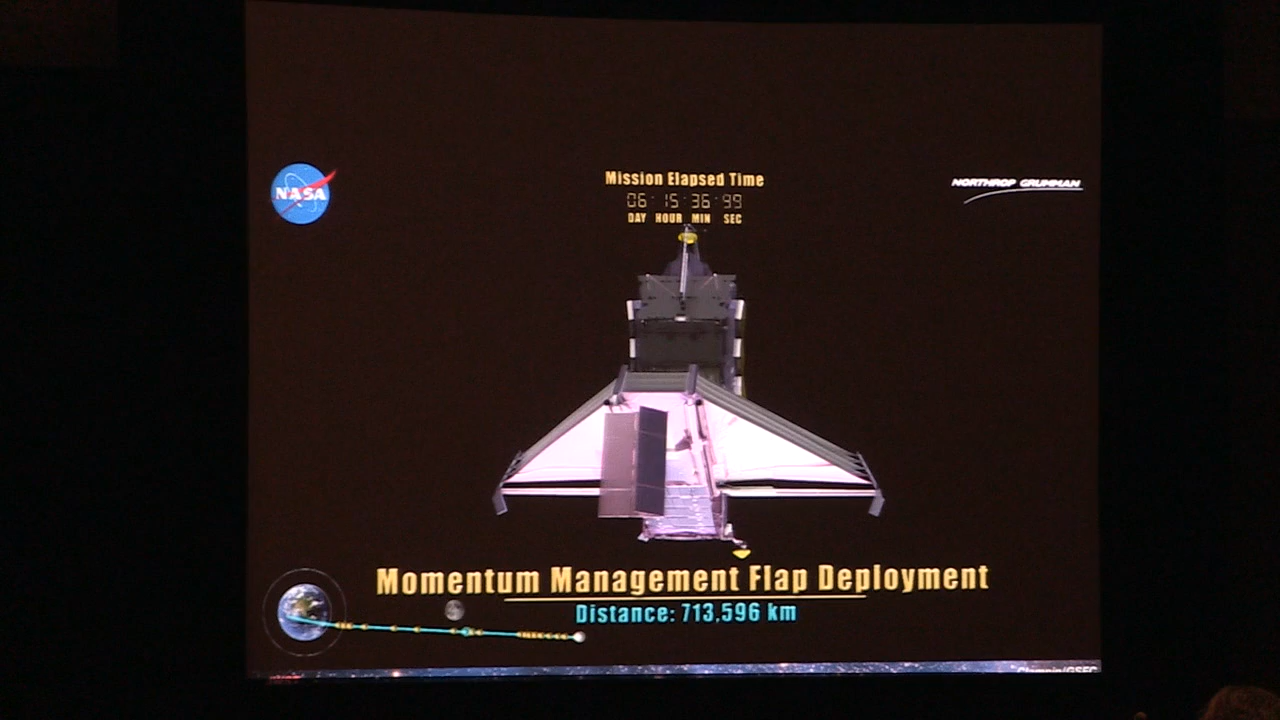 NASA
Mission Elapsed Time
06 15 36 99
DAY HOUR MIN SEC
NORTHROP GRUMMAN
Momentum Management Flap Deployment
Distance: 713,596 km